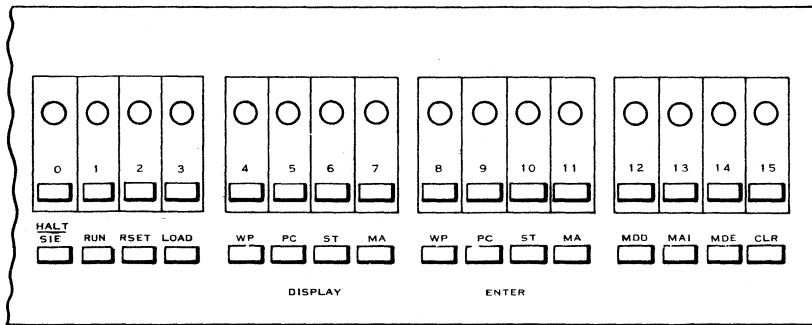 0 1 2 3 4 5 6 7 8 9 10 11 12 13 14 15
HALT
SIE RUN RSET LOAD WP PC ST MA WP PC ST MA MDD MAI MDE CLR
DISPLAY ENTER